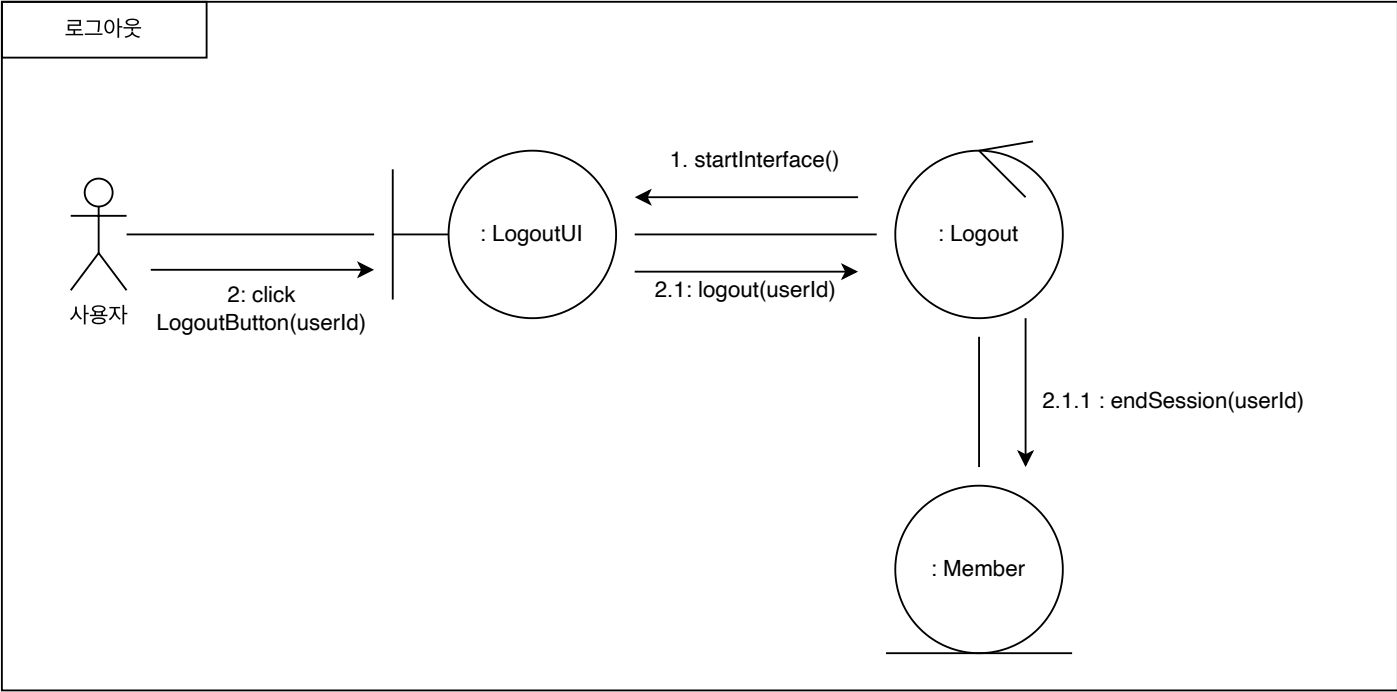 로그아웃
1. startInterface()
: LogoutUI
: Logout
2: click
LogoutButton(userId)
2.1: logout(userId)
사용자
2.1.1 : endSession(userId)
: Member